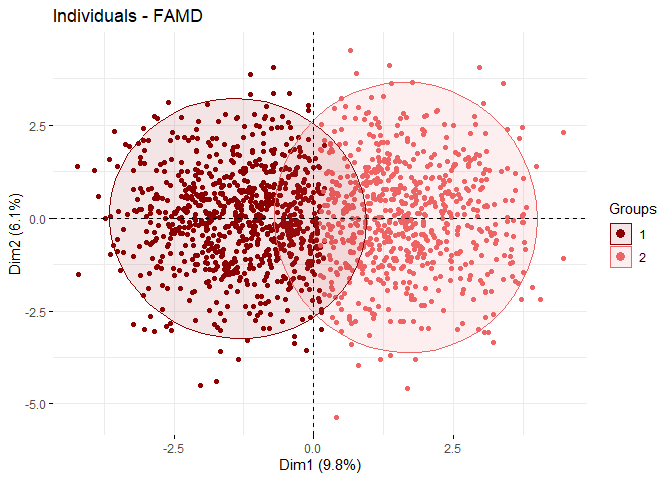 Individuals - FAMD
2.5
0.0
-2.5
-5.0
Dim2 (6.1%)
-2.5
0.0
2.5
Dim1 (9.8%)
Groups
1
2